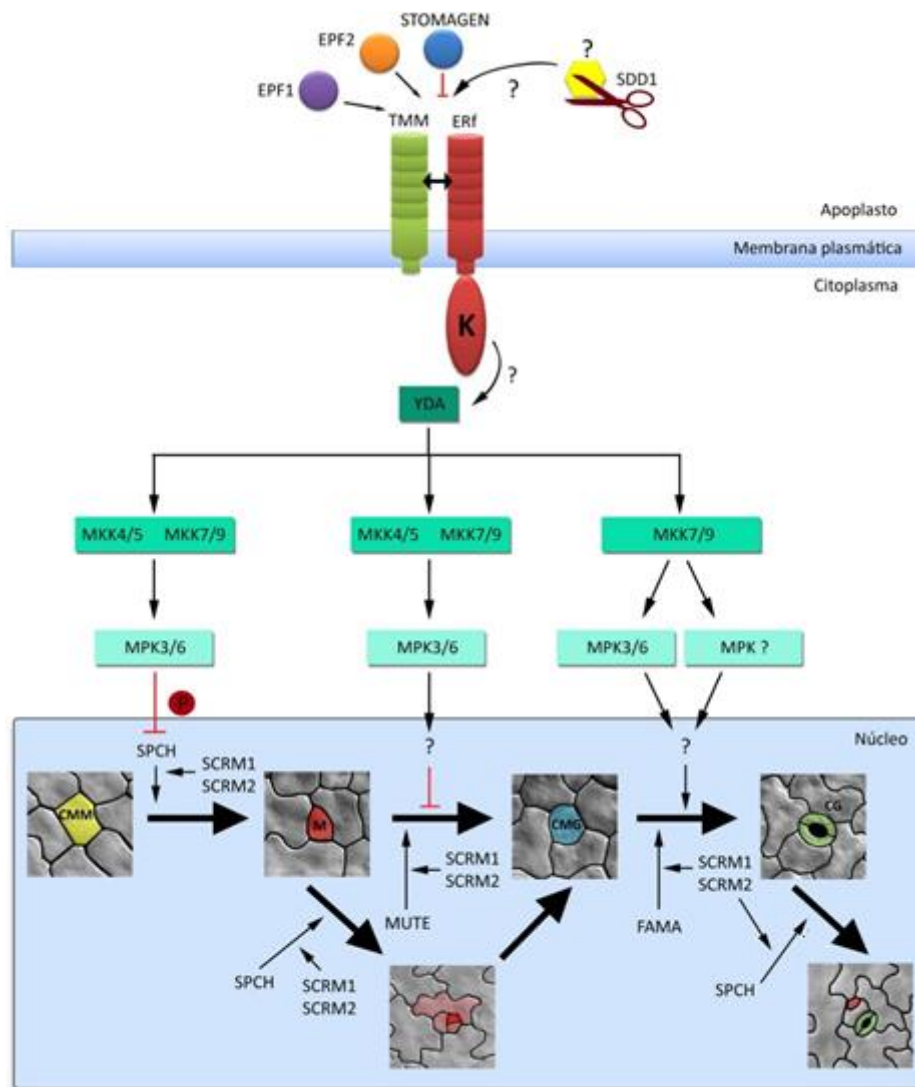 STOMAGEN
EPF2
?
EPF1
?
SDD1
TMM
ERf
Apoplasto
Membrana plasmática
Citoplasma
K
?
YDA
MKK4/5 MKK7/9
MKK4/5 MKK7/9
MKK7/9
MPK3/6
MPK3/6
MPK3/6
MPK ?
P
Núcleo
SPCH
SCRM1
SCRM2
?
?
CMM
M
CMG
CG
SCRM1
SCRM2
SCRM1
SCRM2
MUTE
FAMA
SPCH
SCRM1
SCRM2
SPCH